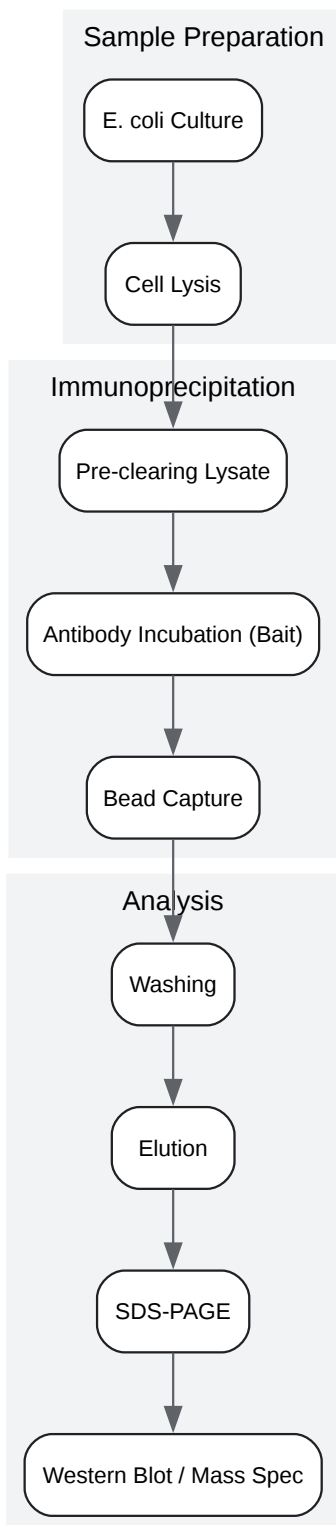 Sample Preparation
E. coli Culture
Cell Lysis
Immunoprecipitation
Pre-clearing Lysate
Antibody Incubation (Bait)
Bead Capture
Analysis
Washing
Elution
SDS-PAGE
Western Blot / Mass Spec